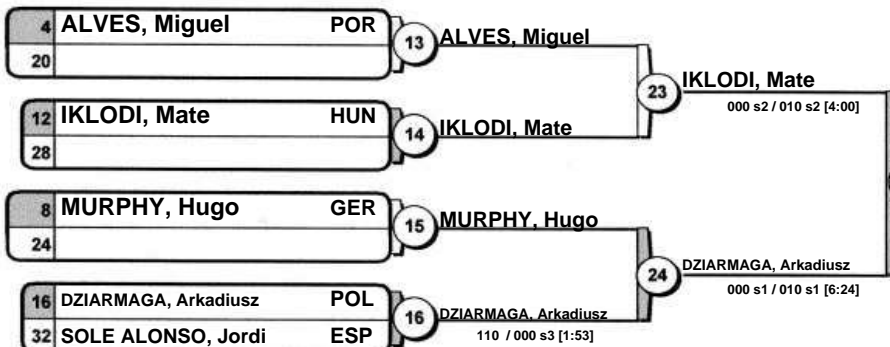 4 ALVES, Miguel POR
20
13 ALVES, Miguel
12 IKLODI, Mate HUN
28
14 IKLODI, Mate
23 IKLODI, Mate
000 s2 / 010 s2 [4:00]
8 MURPHY, Hugo GER
24
15 MURPHY, Hugo
16 DZIARMAGA, Arkadiusz POL
32 SOLE ALONSO, Jordi ESP
16 DZIARMAGA, Arkadiusz
110 / 000 s3 [1:53]
24 DZIARMAGA, Arkadiusz
000 s1 / 010 s1 [6:24]